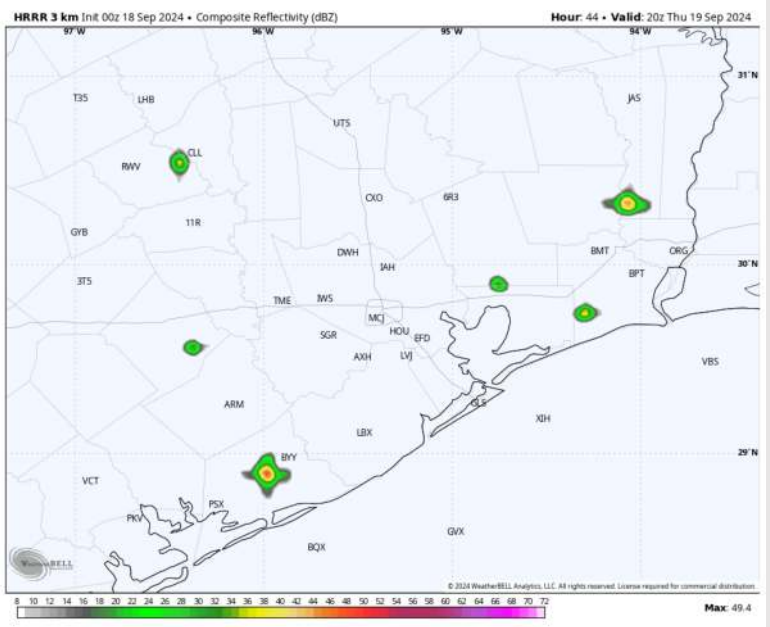 HRRR 3 km Init 00z 18 Sep 2024 • Composite Reflectivity (dBZ)
Hour: 44 • Valid: 20z Thu 19 Sep 2024
97°W 96°W 95°W 94°W
31°N
T35 LHB JAS
UTS
CLL
RWV
CXO 6R3
11R
GYB
DWH BMT ORG
30°N
IAH
BPT
3T5
TME IWS
MCJ
SGR HOU EFD
AXH LVJ
VBS
ARM GLS
XIH
LBX
29°N
BYY
VCT
PSX
PKV
GVX
BQX
WeatherBELL
© 2024 WeatherBELL Analytics, LLC. All rights reserved. License required for commercial distribution.
8 10 12 14 16 18 20 22 24 26 28 30 32 34 36 38 40 42 44 46 48 50 52 54 56 58 60 62 64 66 68 70 72
Max: 49.4